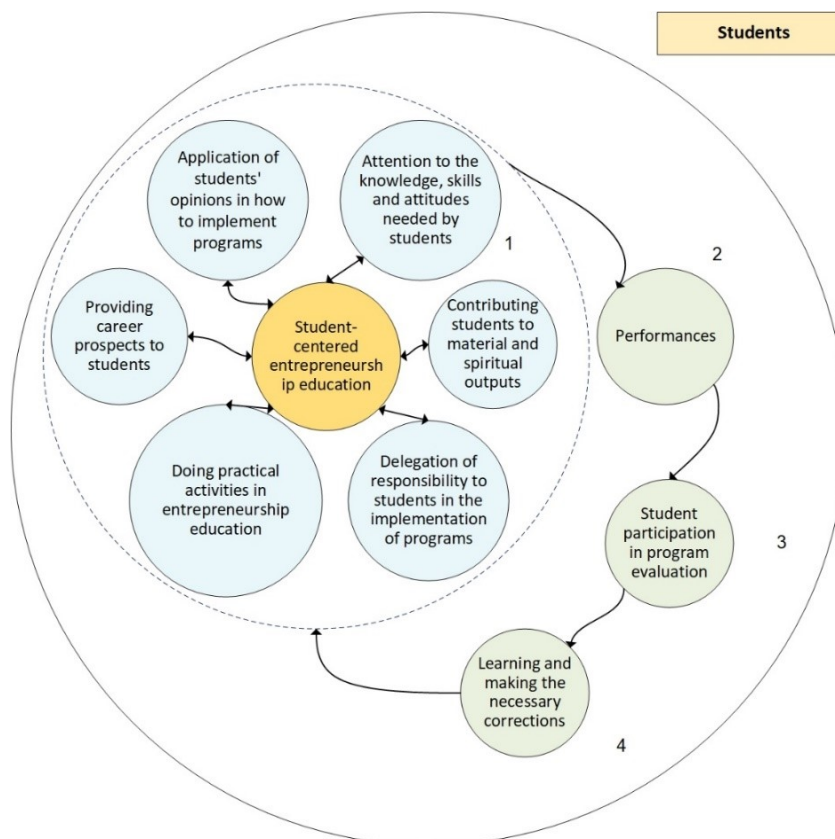 Students
Application of
students'
opinions in how
to implement
programs
Attention to the
knowledge, skills
and attitudes
needed by
students
1
2
Providing
career
prospects to
students
Student-
centered
entrepreneursh
ip education
Contributing
students to
material and
spiritual
outputs
Performances
Doing practical
activities in
entrepreneurship
education
Delegation of
responsibility to
students in the
implementation
of programs
Student
participation
in program
evaluation
3
Learning and
making the
necessary
corrections
4